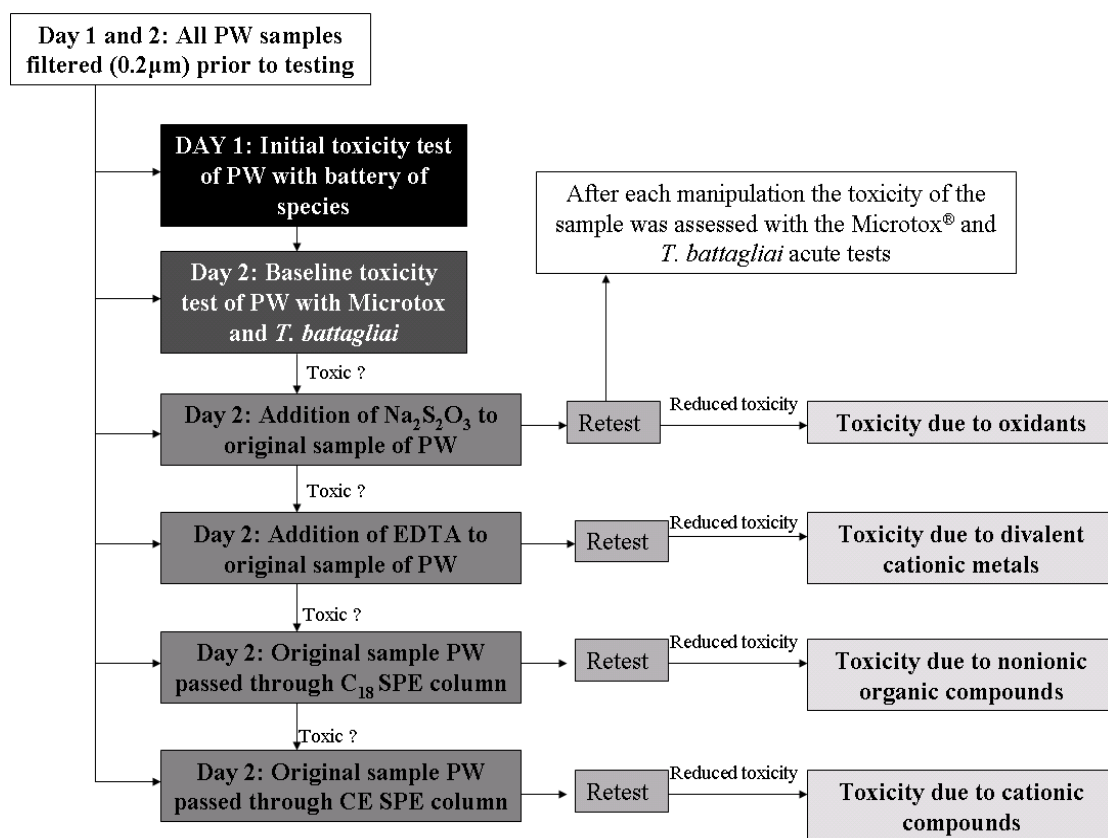 Day 1 and 2: All PW samples
filtered (0.2µm) prior to testing
DAY 1: Initial toxicity test
of PW with battery of
species
After each manipulation the toxicity of the
sample was assessed with the Microtox® and
T. battagliai acute tests
Day 2: Baseline toxicity
test of PW with Microtox
and T. battagliai
Toxic ?
Day 2: Addition of Na₂S₂O₃ to
original sample of PW
Retest
Reduced toxicity
Toxicity due to oxidants
Toxic ?
Day 2: Addition of EDTA to
original sample of PW
Retest
Reduced toxicity
Toxicity due to divalent
cationic metals
Toxic ?
Day 2: Original sample PW
passed through C₁₈ SPE column
Retest
Reduced toxicity
Toxicity due to nonionic
organic compounds
Toxic ?
Day 2: Original sample PW
passed through CE SPE column
Retest
Reduced toxicity
Toxicity due to cationic
compounds